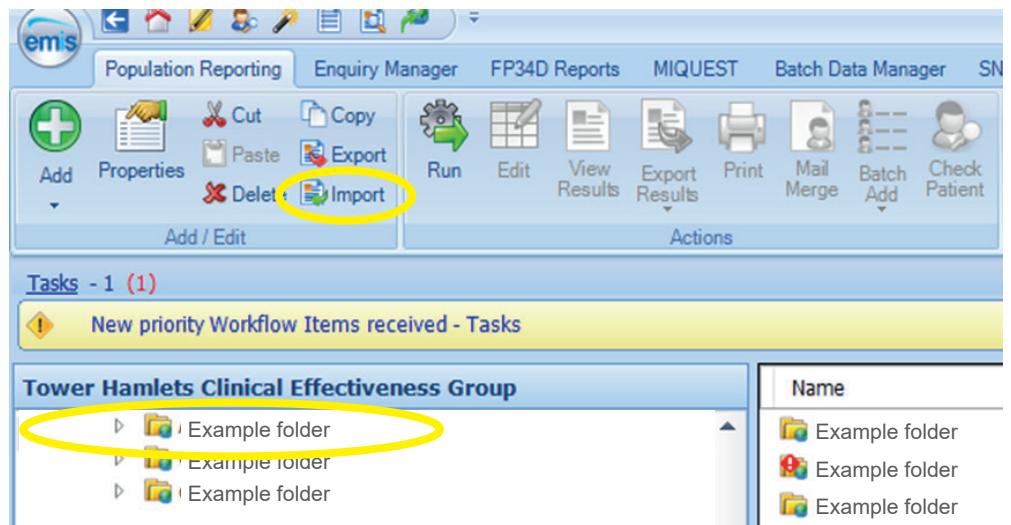 emis
Population Reporting Enquiry Manager FP34D Reports MIQUEST Batch Data Manager SN
Add
Properties
Cut
Paste
Delete
Copy
Export
Import
Add / Edit
Run
Edit
View
Results
Export
Results
Print
Mail
Merge
Batch
Add
Check
Patient
Actions
Tasks - 1 (1)
New priority Workflow Items received - Tasks
Tower Hamlets Clinical Effectiveness Group
Example folder
Example folder
Example folder
Name
Example folder
Example folder
Example folder